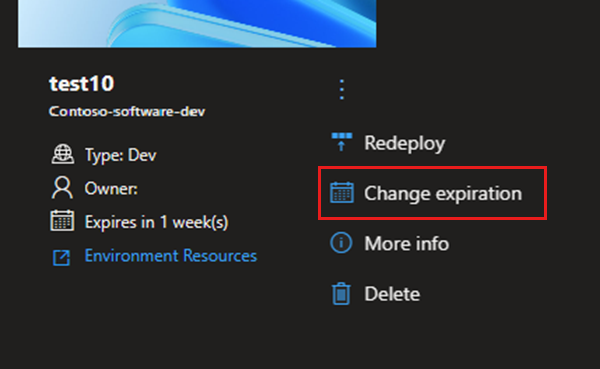 test10
Contoso-software-dev
Type: Dev
Owner:
Expires in 1 week(s)
Environment Resources
Redeploy
Change expiration
More info
Delete